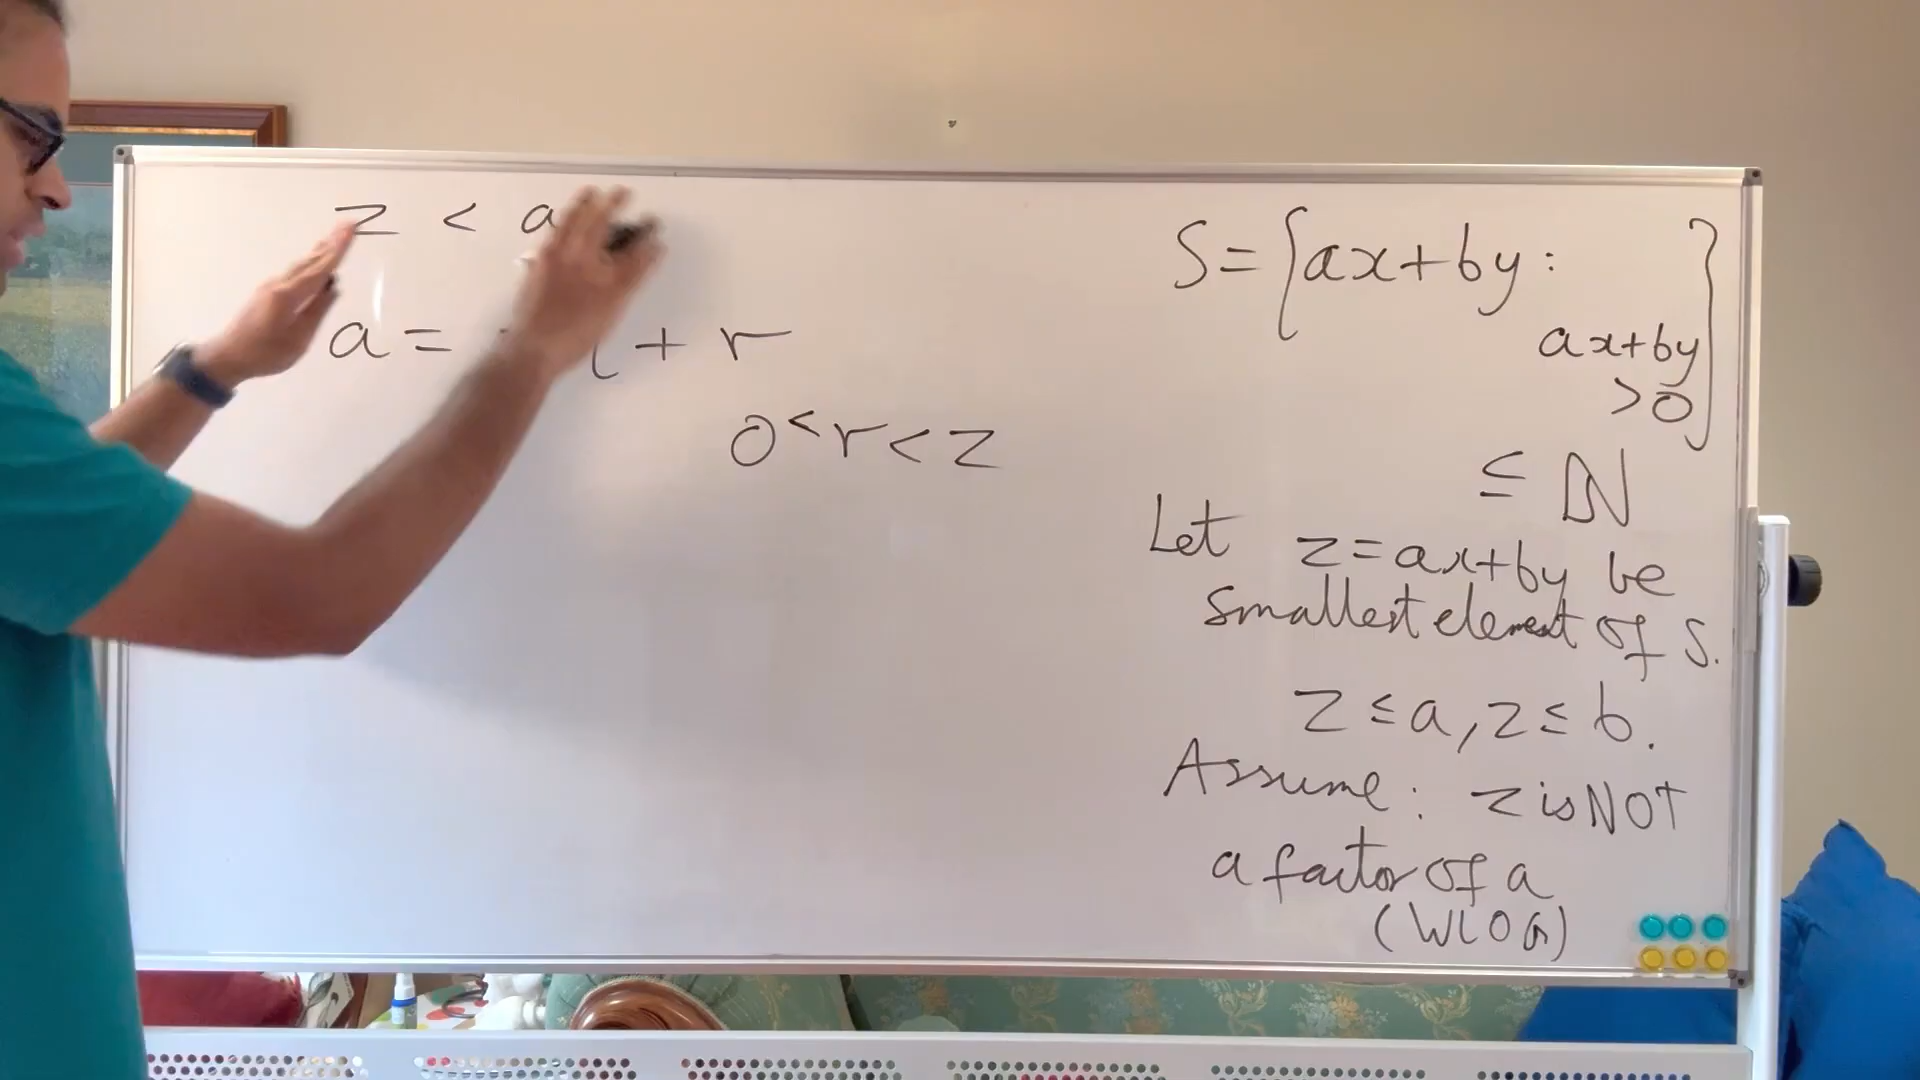 z < a
a = + r
0 < r < z
S = { ax + by :
ax + by
> 0 }
⊆ ℕ
Let z = ax + by be
smallest element of S.
z ≤ a, z ≤ b.
Assume : z is NOT
a factor of a
(WLOG)